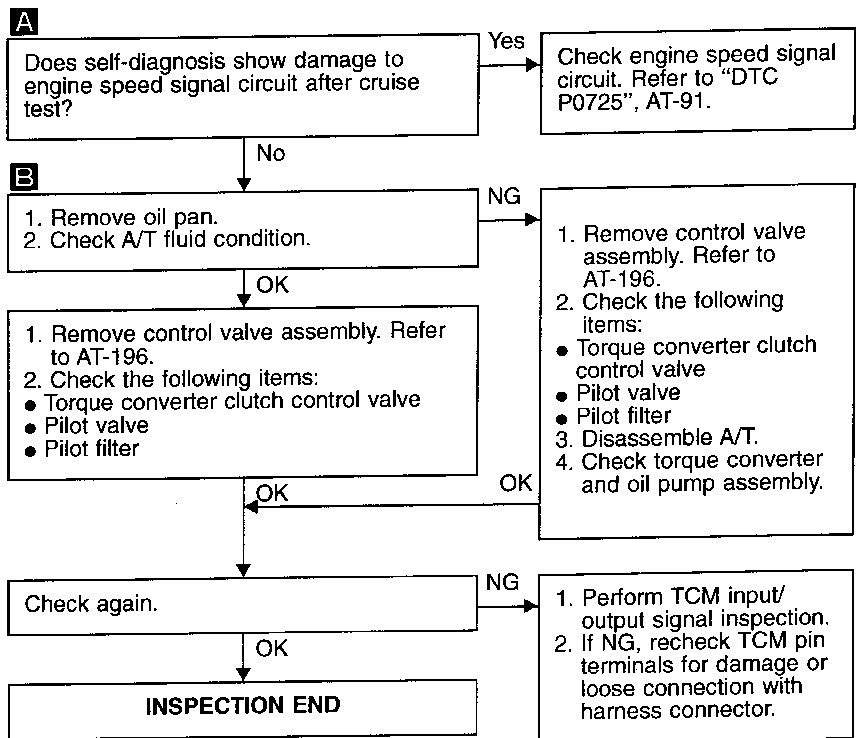 A
Does self-diagnosis show damage to
engine speed signal circuit after cruise
test?
Yes
Check engine speed signal
circuit. Refer to “DTC
P0725”, AT-91.
No
B
1. Remove oil pan.
2. Check A/T fluid condition.
NG
1. Remove control valve
assembly. Refer to
AT-196.
2. Check the following
items:
● Torque converter clutch
control valve
● Pilot valve
● Pilot filter
3. Disassemble A/T.
4. Check torque converter
and oil pump assembly.
OK
1. Remove control valve assembly. Refer
to AT-196.
2. Check the following items:
● Torque converter clutch control valve
● Pilot valve
● Pilot filter
OK
OK
Check again.
NG
1. Perform TCM input/
output signal inspection.
2. If NG, recheck TCM pin
terminals for damage or
loose connection with
harness connector.
OK
INSPECTION END